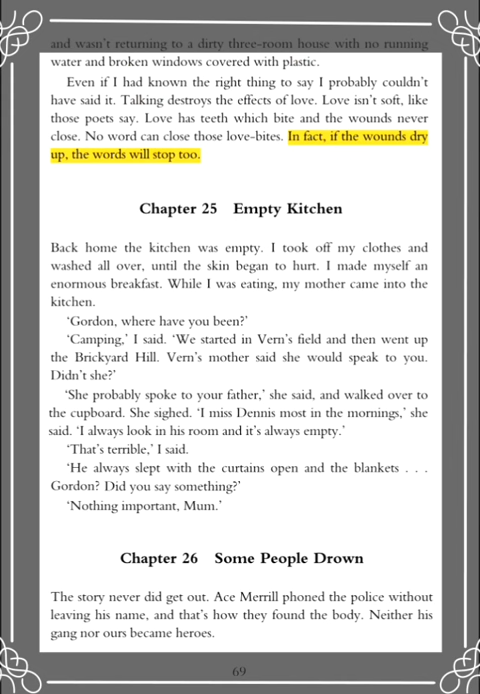 and wasn't returning to a dirty three-room house with no running
water and broken windows covered with plastic.
Even if I had known the right thing to say I probably couldn't
have said it. Talking destroys the effects of love. Love isn't soft, like
those poets say. Love has teeth which bite and the wounds never
close. No word can close those love-bites. In fact, if the wounds dry
up, the words will stop too.
Chapter 25 Empty Kitchen
Back home the kitchen was empty. I took off my clothes and
washed all over, until the skin began to hurt. I made myself an
enormous breakfast. While I was eating, my mother came into the
kitchen.
'Gordon, where have you been?'
'Camping,' I said. 'We started in Vern's field and then went up
the Brickyard Hill. Vern's mother said she would speak to you.
Didn't she?'
'She probably spoke to your father,' she said, and walked over to
the cupboard. She sighed. 'I miss Dennis most in the mornings,' she
said. 'I always look in his room and it's always empty.'
'That's terrible,' I said.
'He always slept with the curtains open and the blankets . . .
Gordon? Did you say something?'
'Nothing important, Mum.'
Chapter 26 Some People Drown
The story never did get out. Ace Merrill phoned the police without
leaving his name, and that's how they found the body. Neither his
gang nor ours became heroes.
69